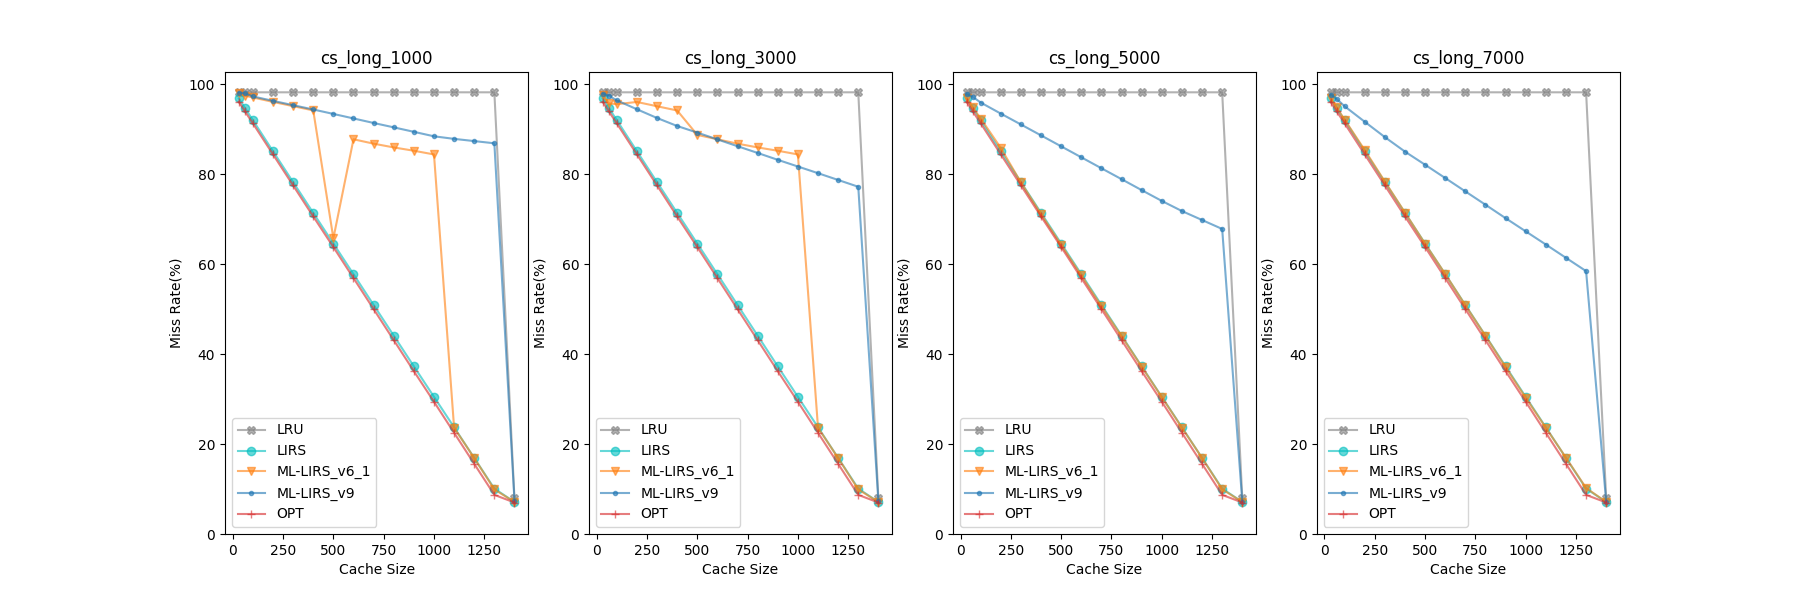 cs_long_1000
Miss Rate(%)
100
80
60
40
20
0
0 250 500 750 1000 1250
Cache Size
LRU
LIRS
ML-LIRS_v6_1
ML-LIRS_v9
OPT
cs_long_3000
Miss Rate(%)
100
80
60
40
20
0
0 250 500 750 1000 1250
Cache Size
LRU
LIRS
ML-LIRS_v6_1
ML-LIRS_v9
OPT
cs_long_5000
Miss Rate(%)
100
80
60
40
20
0
0 250 500 750 1000 1250
Cache Size
LRU
LIRS
ML-LIRS_v6_1
ML-LIRS_v9
OPT
cs_long_7000
Miss Rate(%)
100
80
60
40
20
0
0 250 500 750 1000 1250
Cache Size
LRU
LIRS
ML-LIRS_v6_1
ML-LIRS_v9
OPT